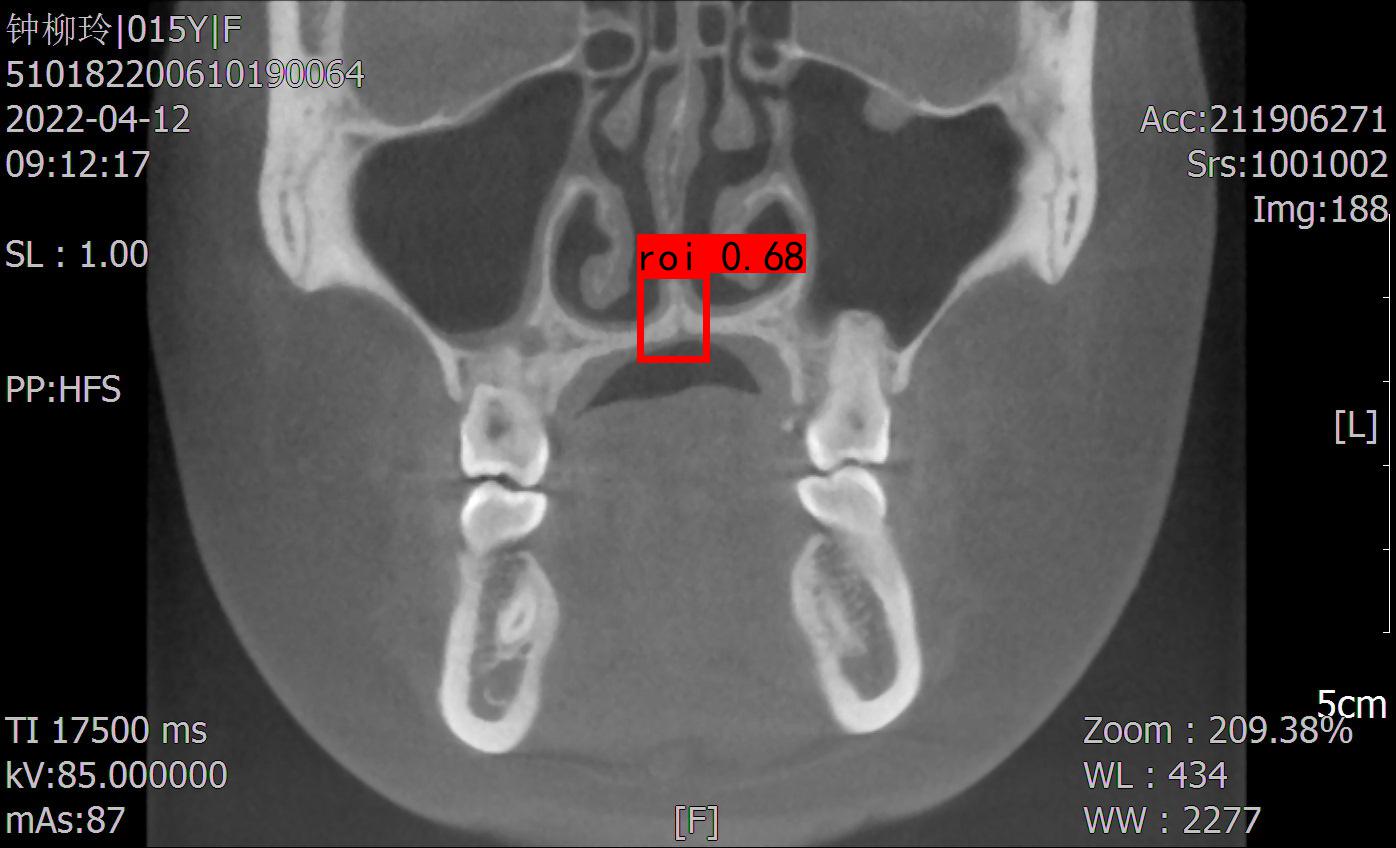 钟柳玲|015Y|F
510182200610190064
2022-04-12
09:12:17
SL : 1.00
PP:HFS
TI 17500 ms
kV:85.000000
mAs:87
Acc:211906271
Srs:1001002
Img:188
roi 0.68
[L]
5cm
Zoom : 209.38%
WL : 434
WW : 2277
[F]